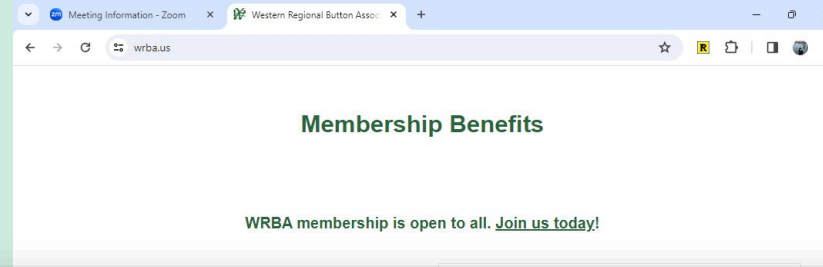 Meeting Information - Zoom
Western Regional Button Assoc
wrba.us
Membership Benefits
WRBA membership is open to all. Join us today!